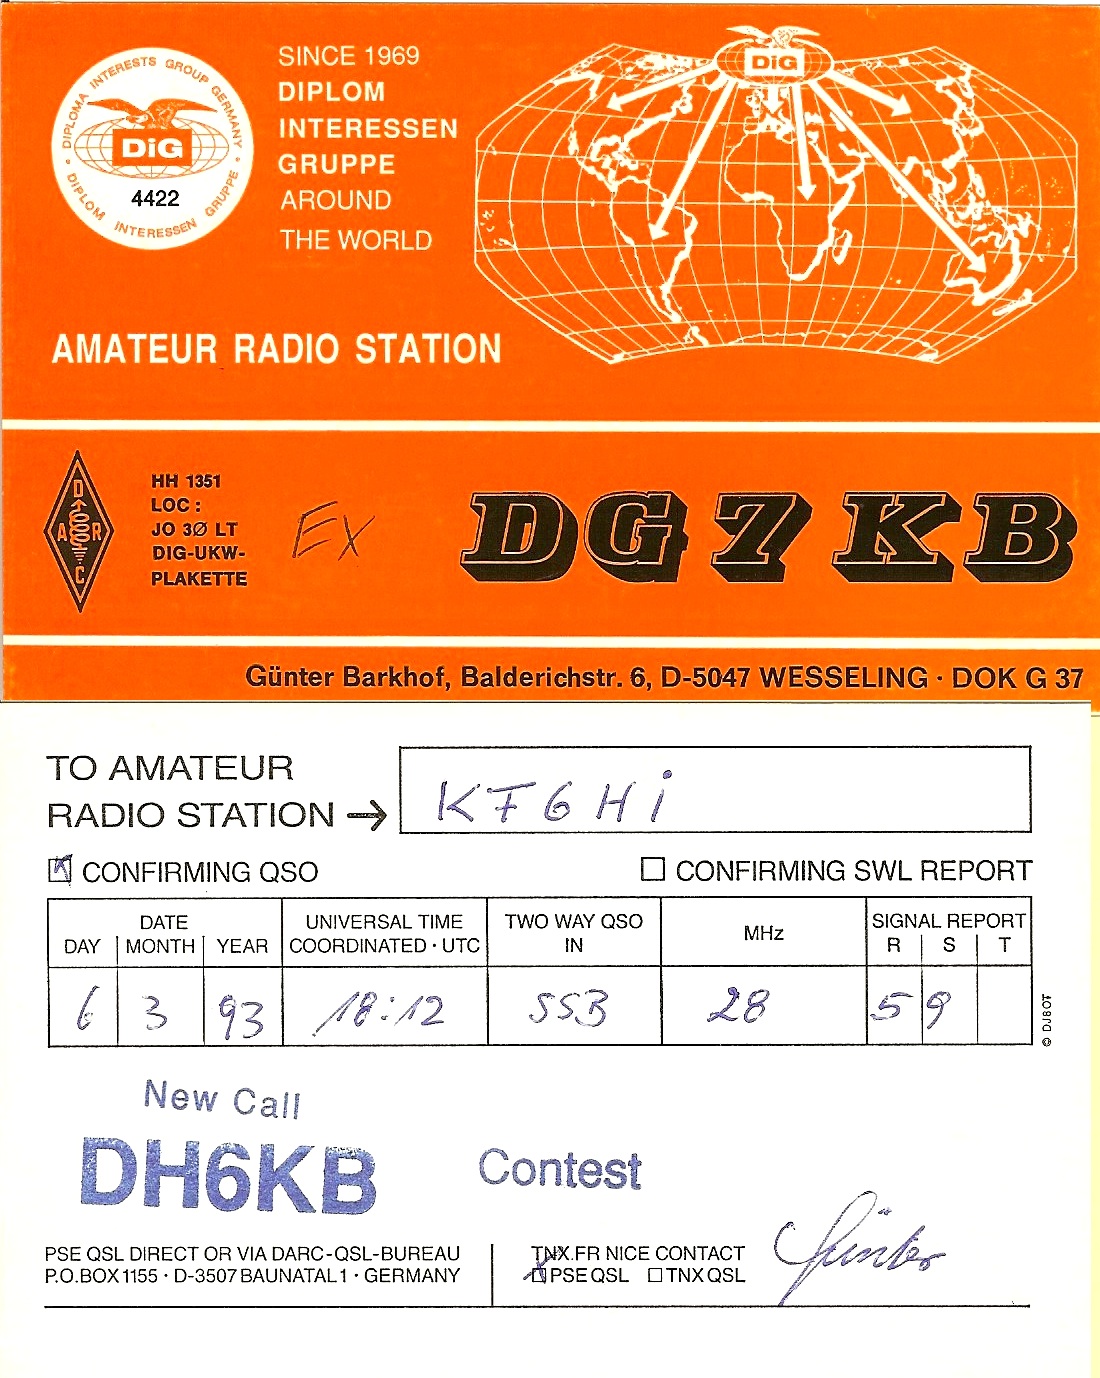 DIPLOMA INTERESTS GROUP GERMANY
DIG
4422
DIPLOM INTERESSEN GRUPPE
SINCE 1969
DIPLOM
INTERESSEN
GRUPPE
AROUND
THE WORLD
DIG
AMATEUR RADIO STATION
D
A R
C
HH 1351
LOC :
JO 3Ø LT
DIG-UKW-
PLAKETTE
EX
DG7KB
Günter Barkhof, Balderichstr. 6, D-5047 WESSELING · DOK G 37
TO AMATEUR
RADIO STATION →
KF6Hi
CONFIRMING QSO
CONFIRMING SWL REPORT
DATE
DAY MONTH YEAR
UNIVERSAL TIME
COORDINATED · UTC
TWO WAY QSO
IN
MHz
SIGNAL REPORT
R S T
6 3 93 18:12 SSB 28 5 9
© DJ8OT
New Call
DH6KB
Contest
PSE QSL DIRECT OR VIA DARC-QSL-BUREAU
P.O.BOX 1155 · D-3507 BAUNATAL 1 · GERMANY
TNX.FR NICE CONTACT
PSE QSL TNX QSL
Günter